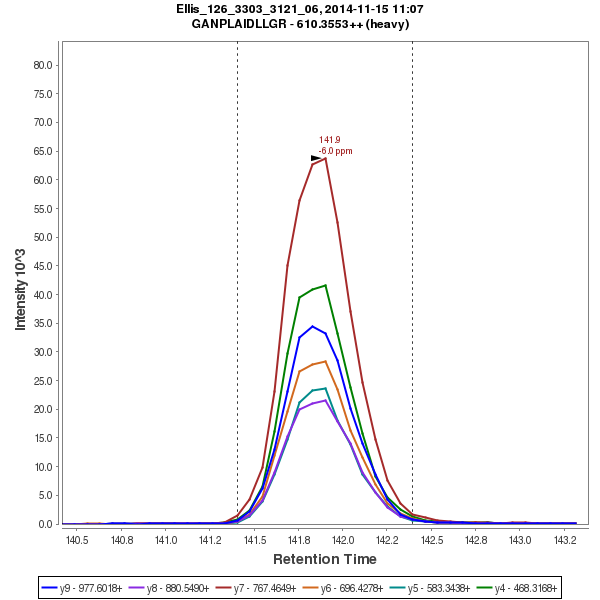 Ellis_126_3303_3121_06, 2014-11-15 11:07
GANPLAIDLLGR - 610.3553++ (heavy)
Intensity 10^3
80.0
75.0
70.0
65.0
60.0
55.0
50.0
45.0
40.0
35.0
30.0
25.0
20.0
15.0
10.0
5.0
0.0
141.9
-6.0 ppm
140.5 140.8 141.0 141.2 141.5 141.8 142.0 142.2 142.5 142.8 143.0 143.2
Retention Time
y9 - 977.6018+ y8 - 880.5490+ y7 - 767.4649+ y6 - 696.4278+ y5 - 583.3438+ y4 - 468.3168+